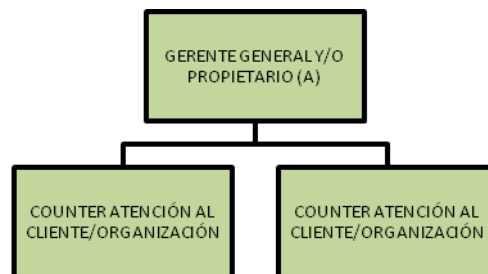 GERENTE GENERAL Y/O
PROPIETARIO (A)
COUNTER ATENCIÓN AL
CLIENTE/ORGANIZACIÓN
COUNTER ATENCIÓN AL
CLIENTE/ORGANIZACIÓN